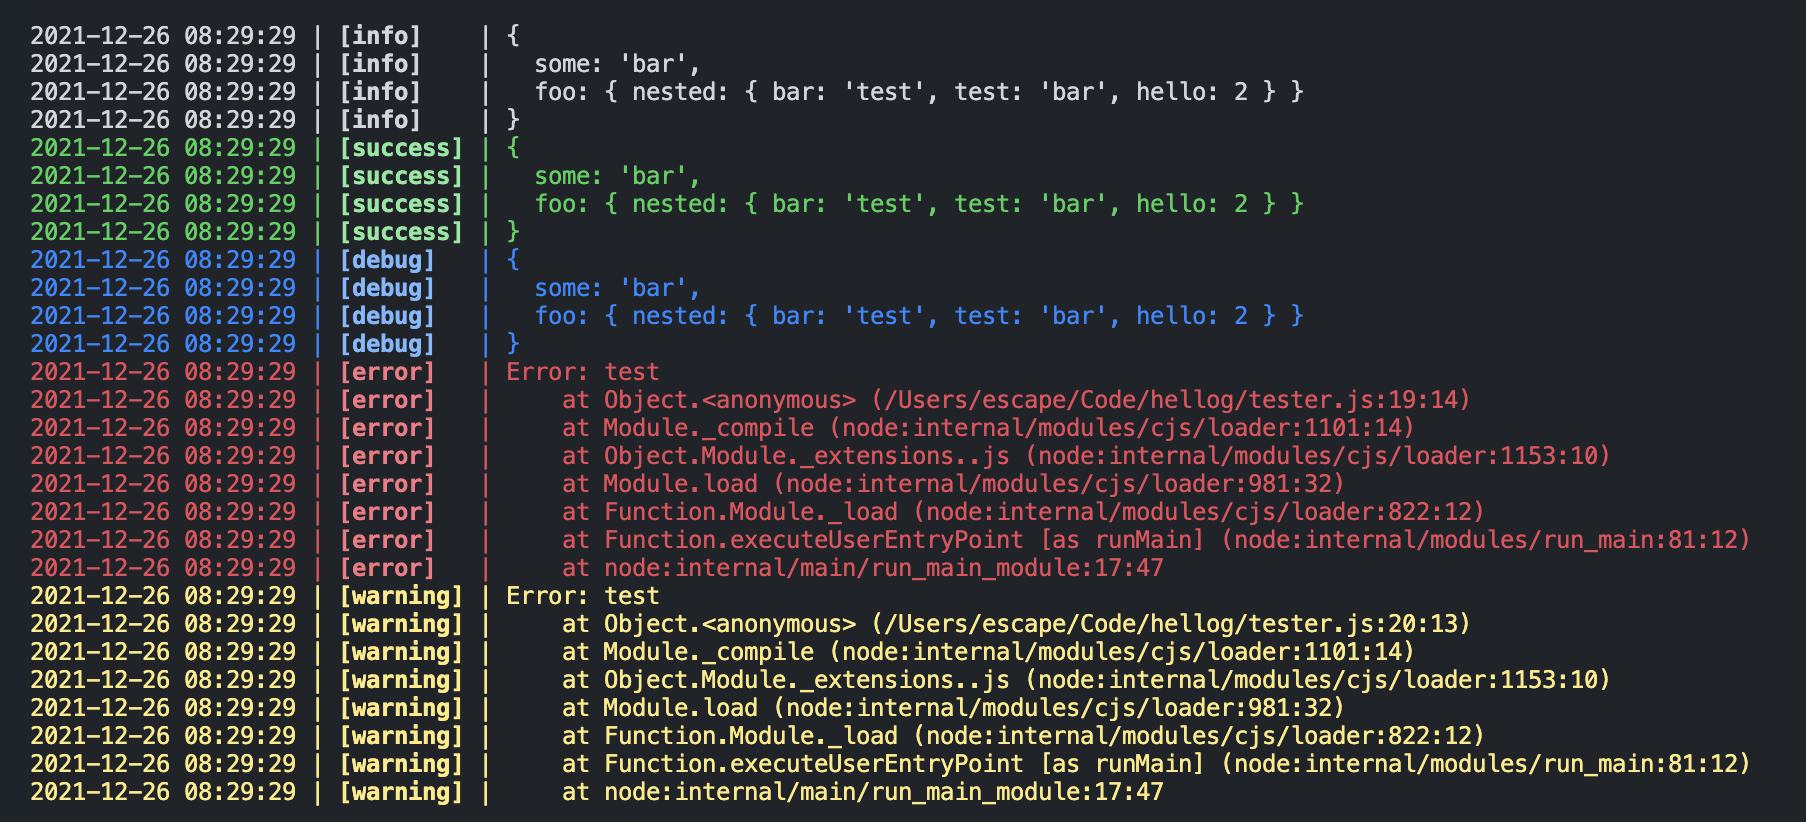 2021-12-26 08:29:29 | [info]    | {
2021-12-26 08:29:29 | [info]    |   some: 'bar',
2021-12-26 08:29:29 | [info]    |   foo: { nested: { bar: 'test', test: 'bar', hello: 2 } }
2021-12-26 08:29:29 | [info]    | }
2021-12-26 08:29:29 | [success] | {
2021-12-26 08:29:29 | [success] |   some: 'bar',
2021-12-26 08:29:29 | [success] |   foo: { nested: { bar: 'test', test: 'bar', hello: 2 } }
2021-12-26 08:29:29 | [success] | }
2021-12-26 08:29:29 | [debug]   | {
2021-12-26 08:29:29 | [debug]   |   some: 'bar',
2021-12-26 08:29:29 | [debug]   |   foo: { nested: { bar: 'test', test: 'bar', hello: 2 } }
2021-12-26 08:29:29 | [debug]   | }
2021-12-26 08:29:29 | [error]   | Error: test
2021-12-26 08:29:29 | [error]   |     at Object.<anonymous> (/Users/escape/Code/hellog/tester.js:19:14)
2021-12-26 08:29:29 | [error]   |     at Module._compile (node:internal/modules/cjs/loader:1101:14)
2021-12-26 08:29:29 | [error]   |     at Object.Module._extensions..js (node:internal/modules/cjs/loader:1153:10)
2021-12-26 08:29:29 | [error]   |     at Module.load (node:internal/modules/cjs/loader:981:32)
2021-12-26 08:29:29 | [error]   |     at Function.Module._load (node:internal/modules/cjs/loader:822:12)
2021-12-26 08:29:29 | [error]   |     at Function.executeUserEntryPoint [as runMain] (node:internal/modules/run_main:81:12)
2021-12-26 08:29:29 | [error]   |     at node:internal/main/run_main_module:17:47
2021-12-26 08:29:29 | [warning] | Error: test
2021-12-26 08:29:29 | [warning] |     at Object.<anonymous> (/Users/escape/Code/hellog/tester.js:20:13)
2021-12-26 08:29:29 | [warning] |     at Module._compile (node:internal/modules/cjs/loader:1101:14)
2021-12-26 08:29:29 | [warning] |     at Object.Module._extensions..js (node:internal/modules/cjs/loader:1153:10)
2021-12-26 08:29:29 | [warning] |     at Module.load (node:internal/modules/cjs/loader:981:32)
2021-12-26 08:29:29 | [warning] |     at Function.Module._load (node:internal/modules/cjs/loader:822:12)
2021-12-26 08:29:29 | [warning] |     at Function.executeUserEntryPoint [as runMain] (node:internal/modules/run_main:81:12)
2021-12-26 08:29:29 | [warning] |     at node:internal/main/run_main_module:17:47